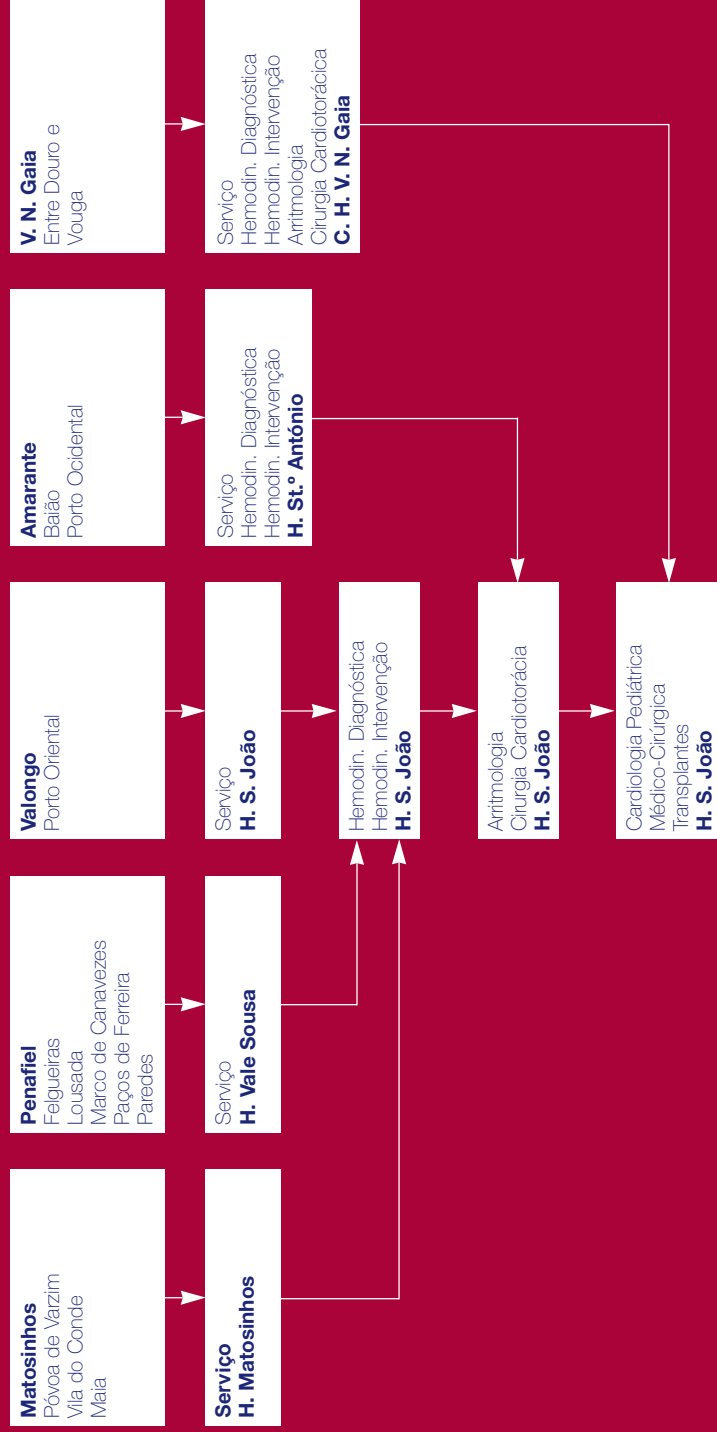 Matosinhos
Póvoa de Varzim
Vila do Conde
Maia
Penafiel
Felgueiras
Lousada
Marco de Canavezes
Paços de Ferreira
Paredes
Valongo
Porto Oriental
Amarante
Baião
Porto Ocidental
V. N. Gaia
Entre Douro e
Vouga
Serviço
H. Matosinhos
Serviço
H. Vale Sousa
Serviço
H. S. João
Serviço
Hemodin. Diagnóstica
Hemodin. Intervenção
H. St.º António
Serviço
Hemodin. Diagnóstica
Hemodin. Intervenção
Arritmologia
Cirurgia Cardiotorácica
C. H. V. N. Gaia
Hemodin. Diagnóstica
Hemodin. Intervenção
H. S. João
Arritmologia
Cirurgia Cardiotorácia
H. S. João
Cardiologia Pediátrica
Médico-Cirúrgica
Transplantes
H. S. João